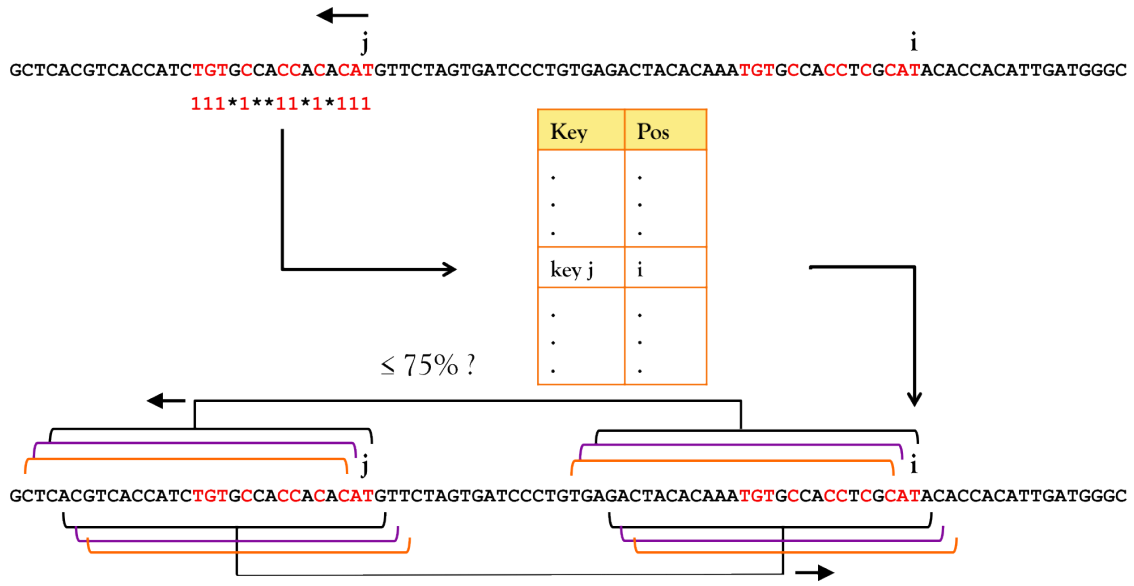 j i
GCTCACGTCACCATCTGTGCCACCACACATGTTCTAGTGATCCCTGTGAGACTACACAAATGTGCCACCTCGCATACACCACATTGATGGGC
111*1**11*1*111
Key Pos
. .
. .
. .
key j i
. .
. .
. .
≤ 75% ?
j i
GCTCACGTCACCATCTGTGCCACCACACATGTTCTAGTGATCCCTGTGAGACTACACAAATGTGCCACCTCGCATACACCACATTGATGGGC